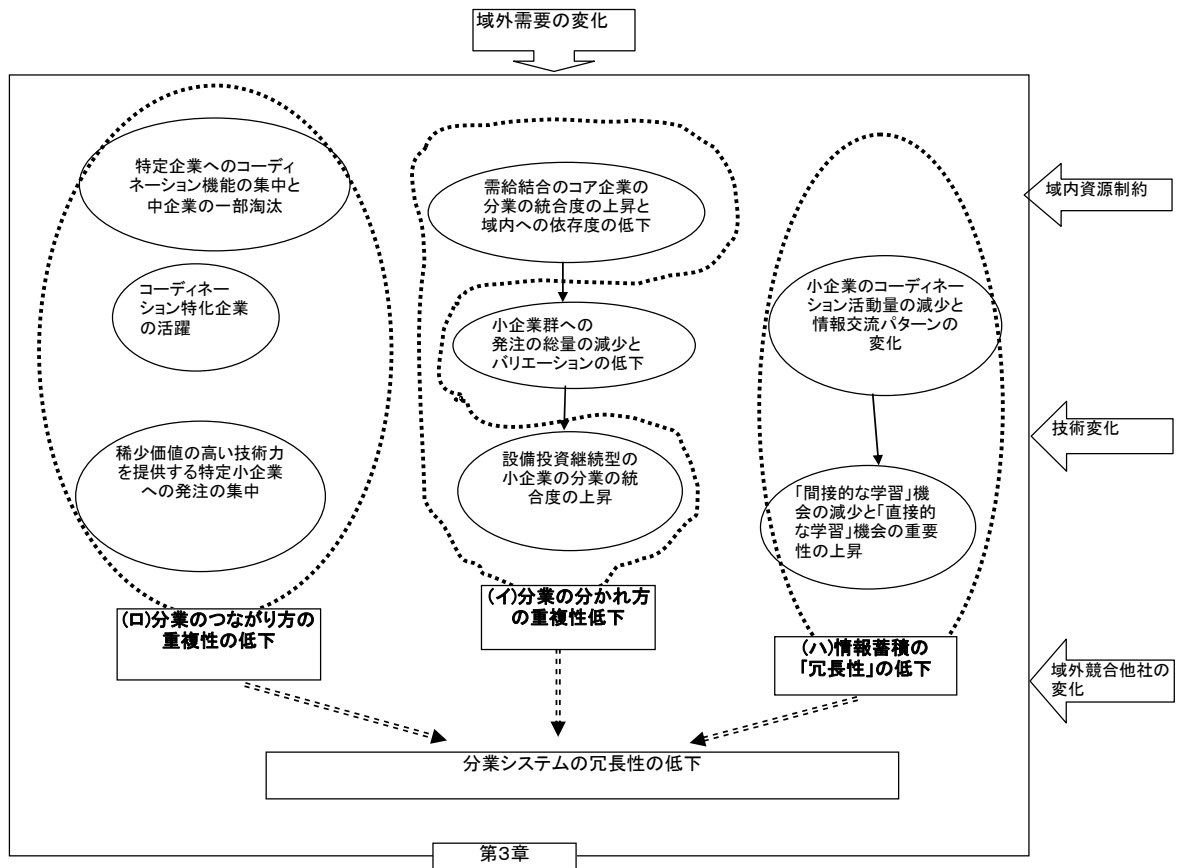 域外需要の変化
特定企業へのコーディ
ネーション機能の集中と
中企業の一部淘汰
コーディネー
ション特化企業
の活躍
稀少価値の高い技術力
を提供する特定小企業
への発注の集中
(ロ)分業のつながり方の
重複性の低下
需給結合のコア企業の
分業の統合度の上昇と
域内への依存度の低下
小企業群への
発注の総量の減少と
バリエーションの低下
設備投資継続型の
小企業の分業の統
合度の上昇
(イ)分業の分かれ方
の重複性低下
小企業のコーディネー
ション活動量の減少と
情報交流パターンの
変化
「間接的な学習」機
会の減少と「直接的
な学習」機会の重要
性の上昇
(ハ)情報蓄積の
「冗長性」の低下
域内資源制約
技術変化
域外競合他社の
変化
分業システムの冗長性の低下
第3章